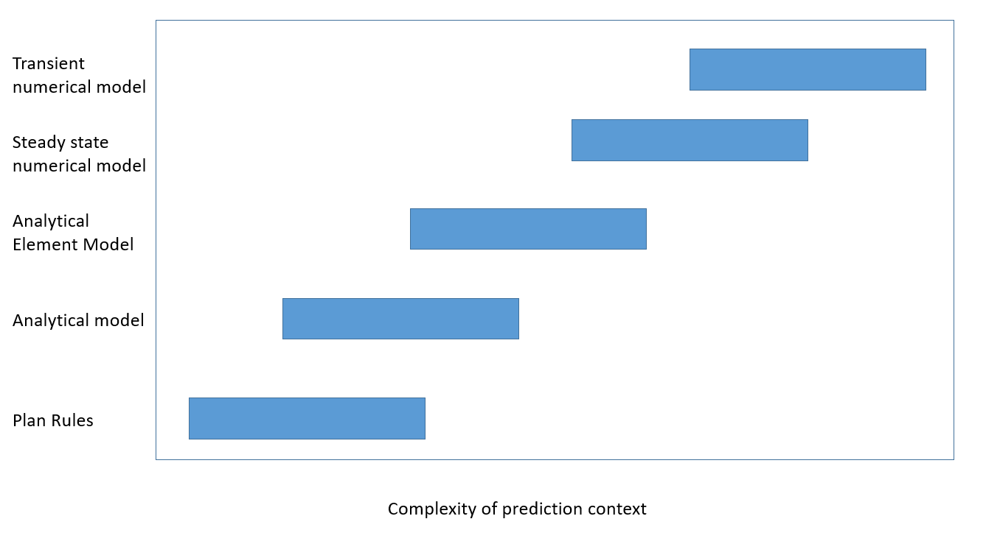 Transient
numerical model
Steady state
numerical model
Analytical
Element Model
Analytical model
Plan Rules
Complexity of prediction context